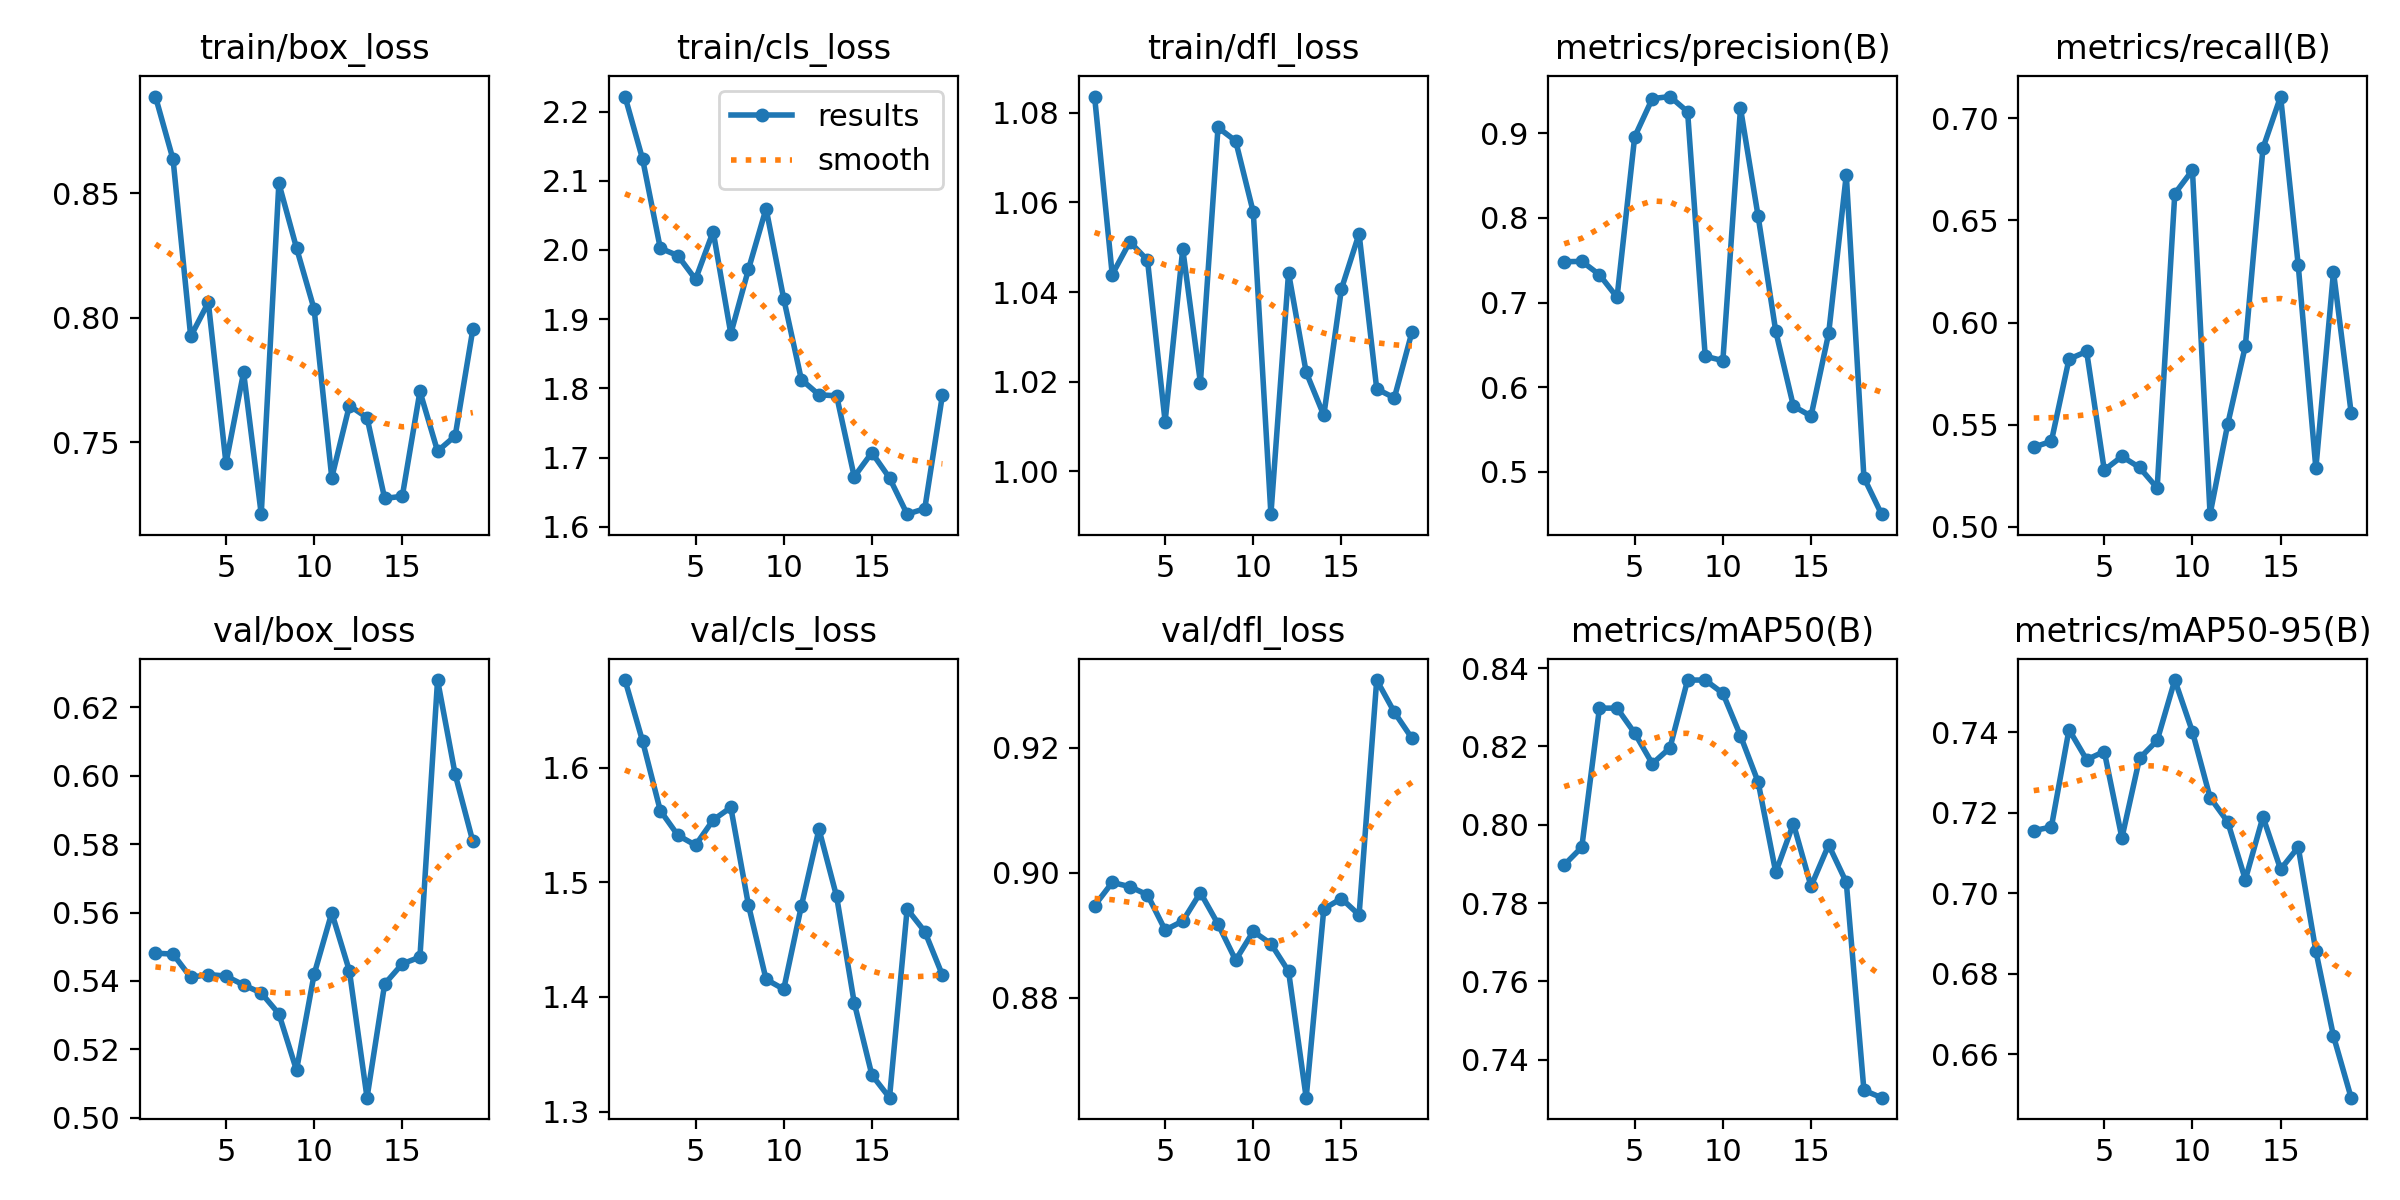 train/box_loss
0.85
0.80
0.75
5 10 15
train/cls_loss
results
smooth
2.2
2.1
2.0
1.9
1.8
1.7
1.6
5 10 15
train/dfl_loss
1.08
1.06
1.04
1.02
1.00
5 10 15
metrics/precision(B)
0.9
0.8
0.7
0.6
0.5
5 10 15
metrics/recall(B)
0.70
0.65
0.60
0.55
0.50
5 10 15
val/box_loss
0.62
0.60
0.58
0.56
0.54
0.52
0.50
5 10 15
val/cls_loss
1.6
1.5
1.4
1.3
5 10 15
val/dfl_loss
0.92
0.90
0.88
5 10 15
metrics/mAP50(B)
0.84
0.82
0.80
0.78
0.76
0.74
5 10 15
metrics/mAP50-95(B)
0.74
0.72
0.70
0.68
0.66
5 10 15